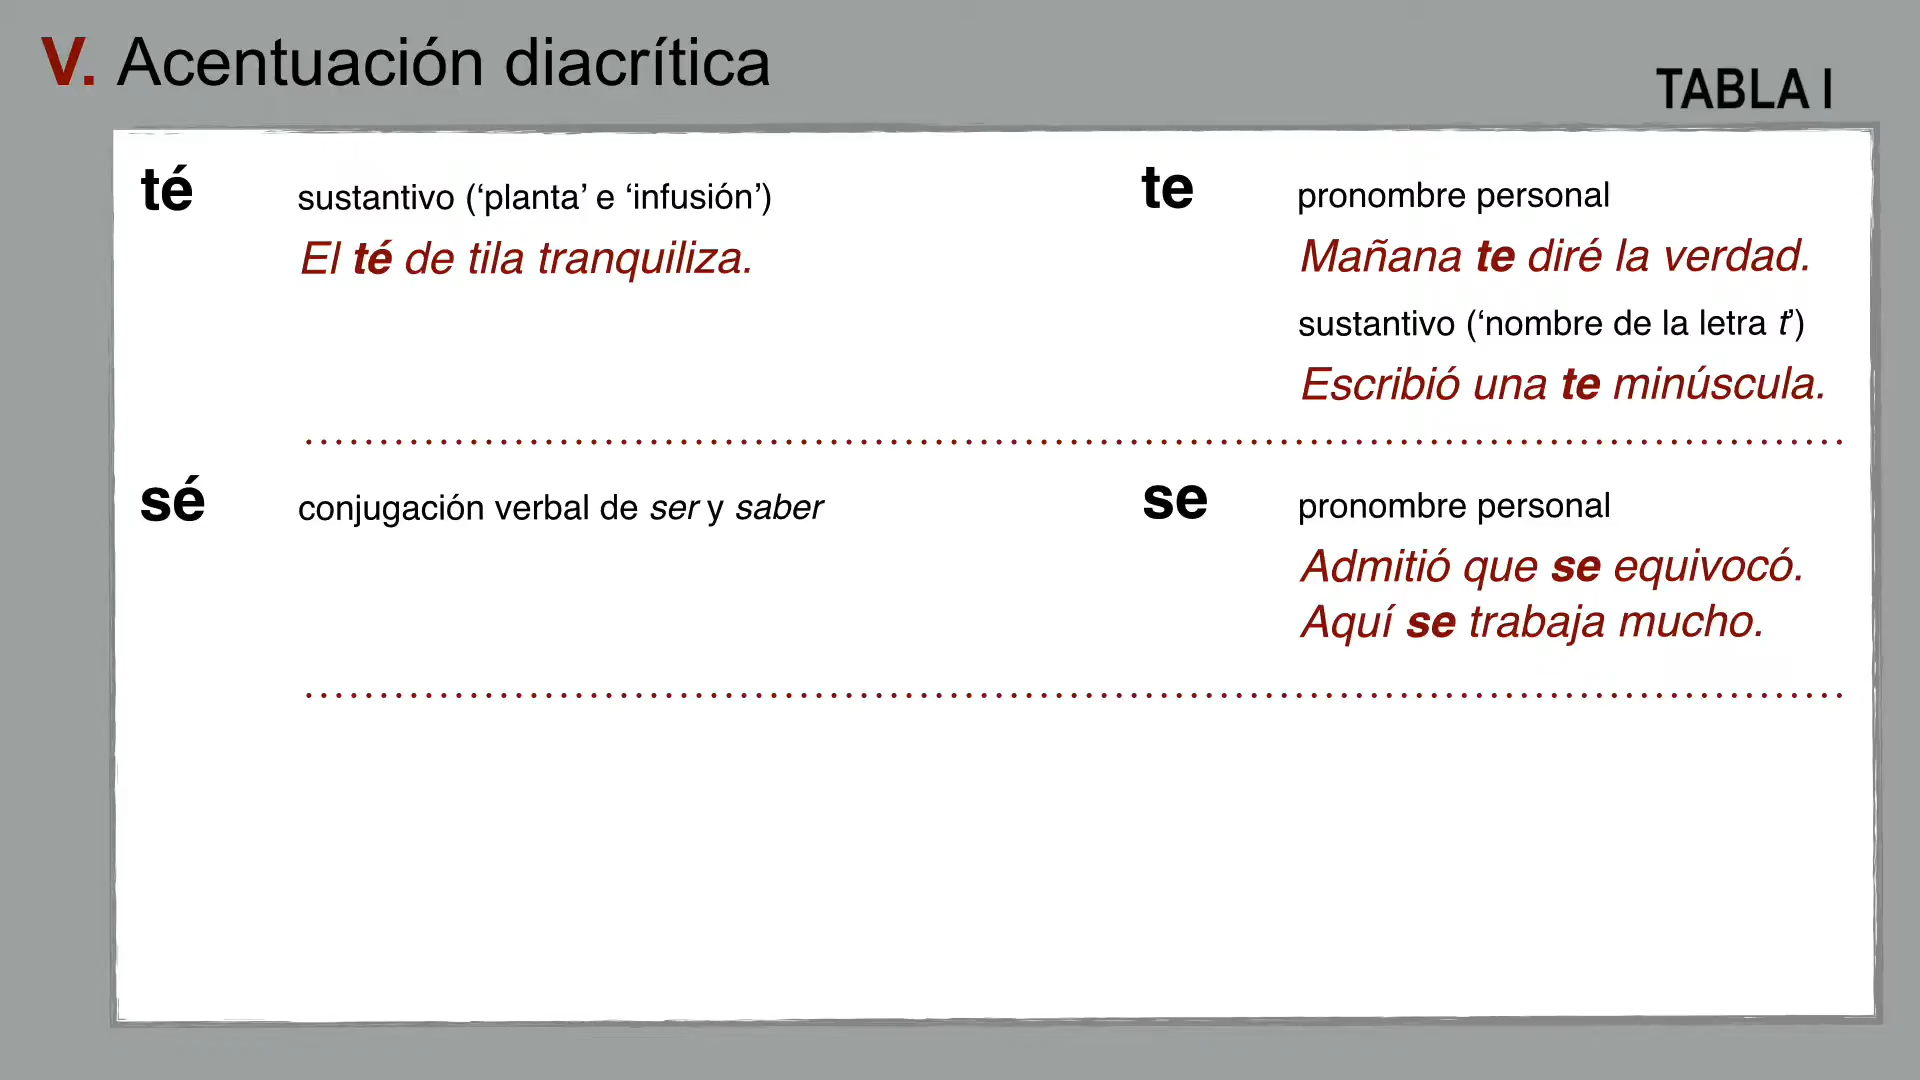 V. Acentuación diacrítica
TABLA I
té
sustantivo (‘planta’ e ‘infusión’)
El té de tila tranquiliza.
te
pronombre personal
Mañana te diré la verdad.
sustantivo (‘nombre de la letra t’)
Escribió una te minúscula.
sé
conjugación verbal de ser y saber
se
pronombre personal
Admitió que se equivocó.
Aquí se trabaja mucho.